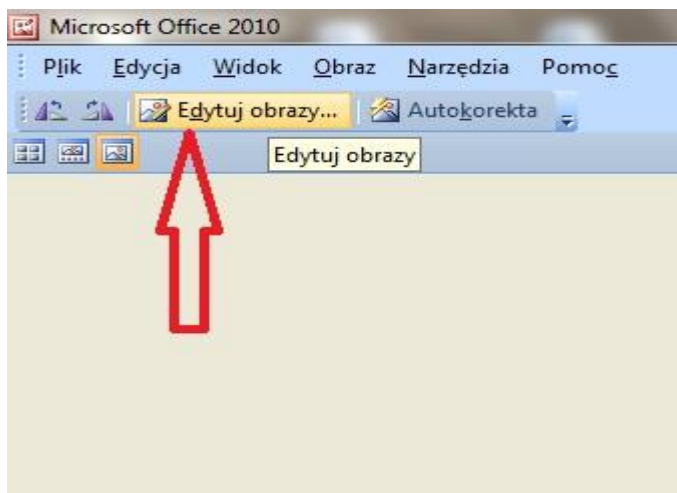 Microsoft Office 2010
Plik Edycja Widok Obraz Narzędzia Pomoc
Edytuj obrazy... Autokorekta
Edytuj obrazy